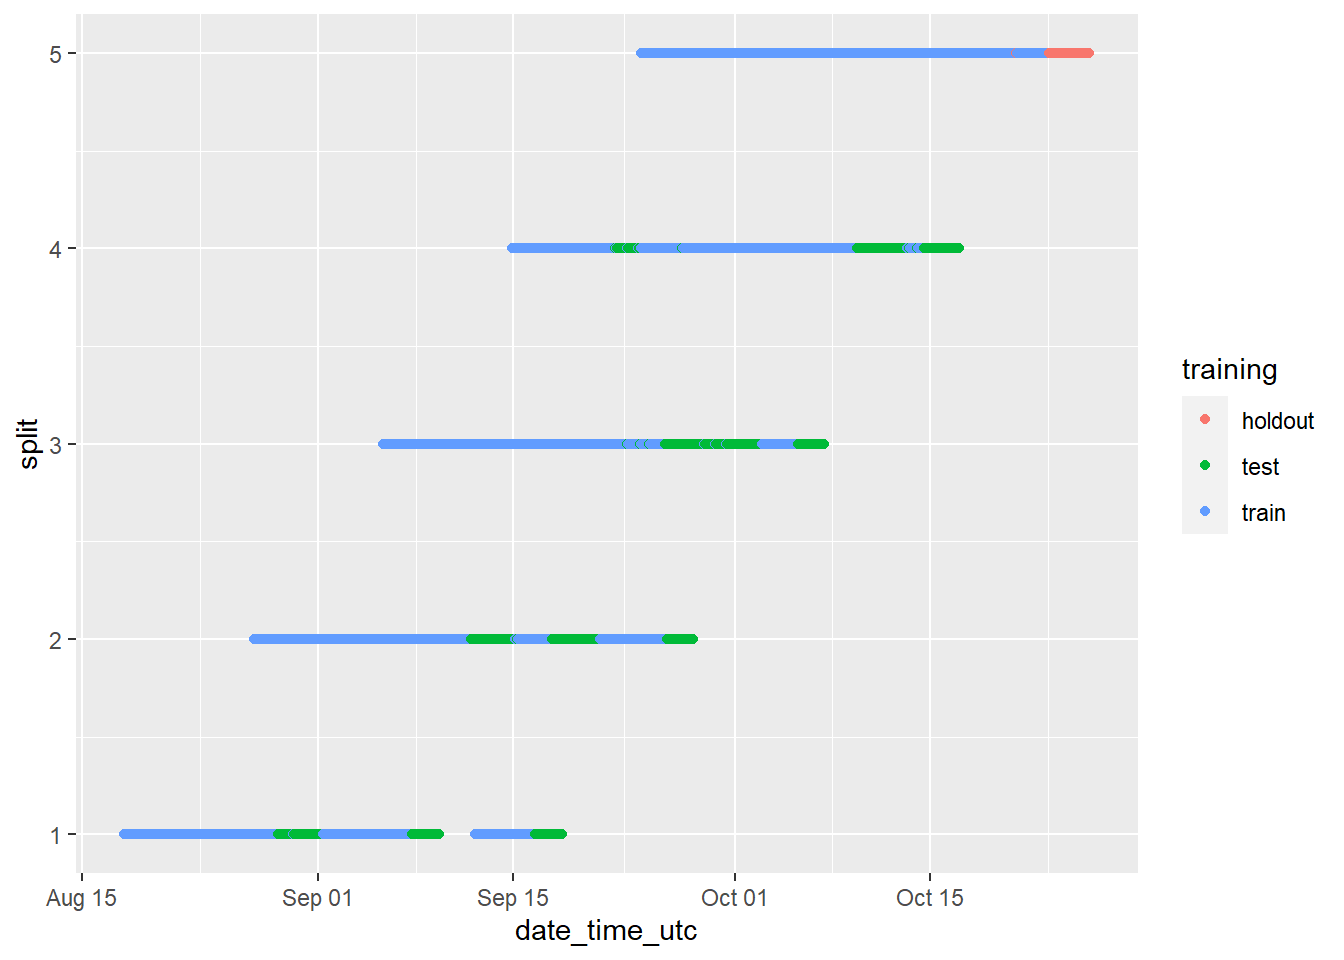 5
4
3
2
1
split
Aug 15
Sep 01
Sep 15
Oct 01
Oct 15
date_time_utc
training
holdout
test
train